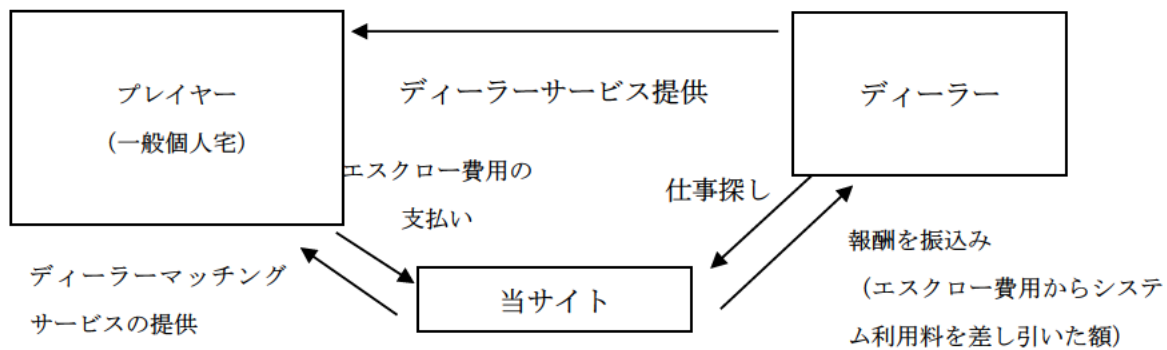 プレイヤー
（一般個人宅）
ディーラーサービス提供
ディーラー
エスクロー費用の
支払い
仕事探し
ディーラーマッチング
サービスの提供
当サイト
報酬を振込み
（エスクロー費用からシステ
ム利用料を差し引いた額）